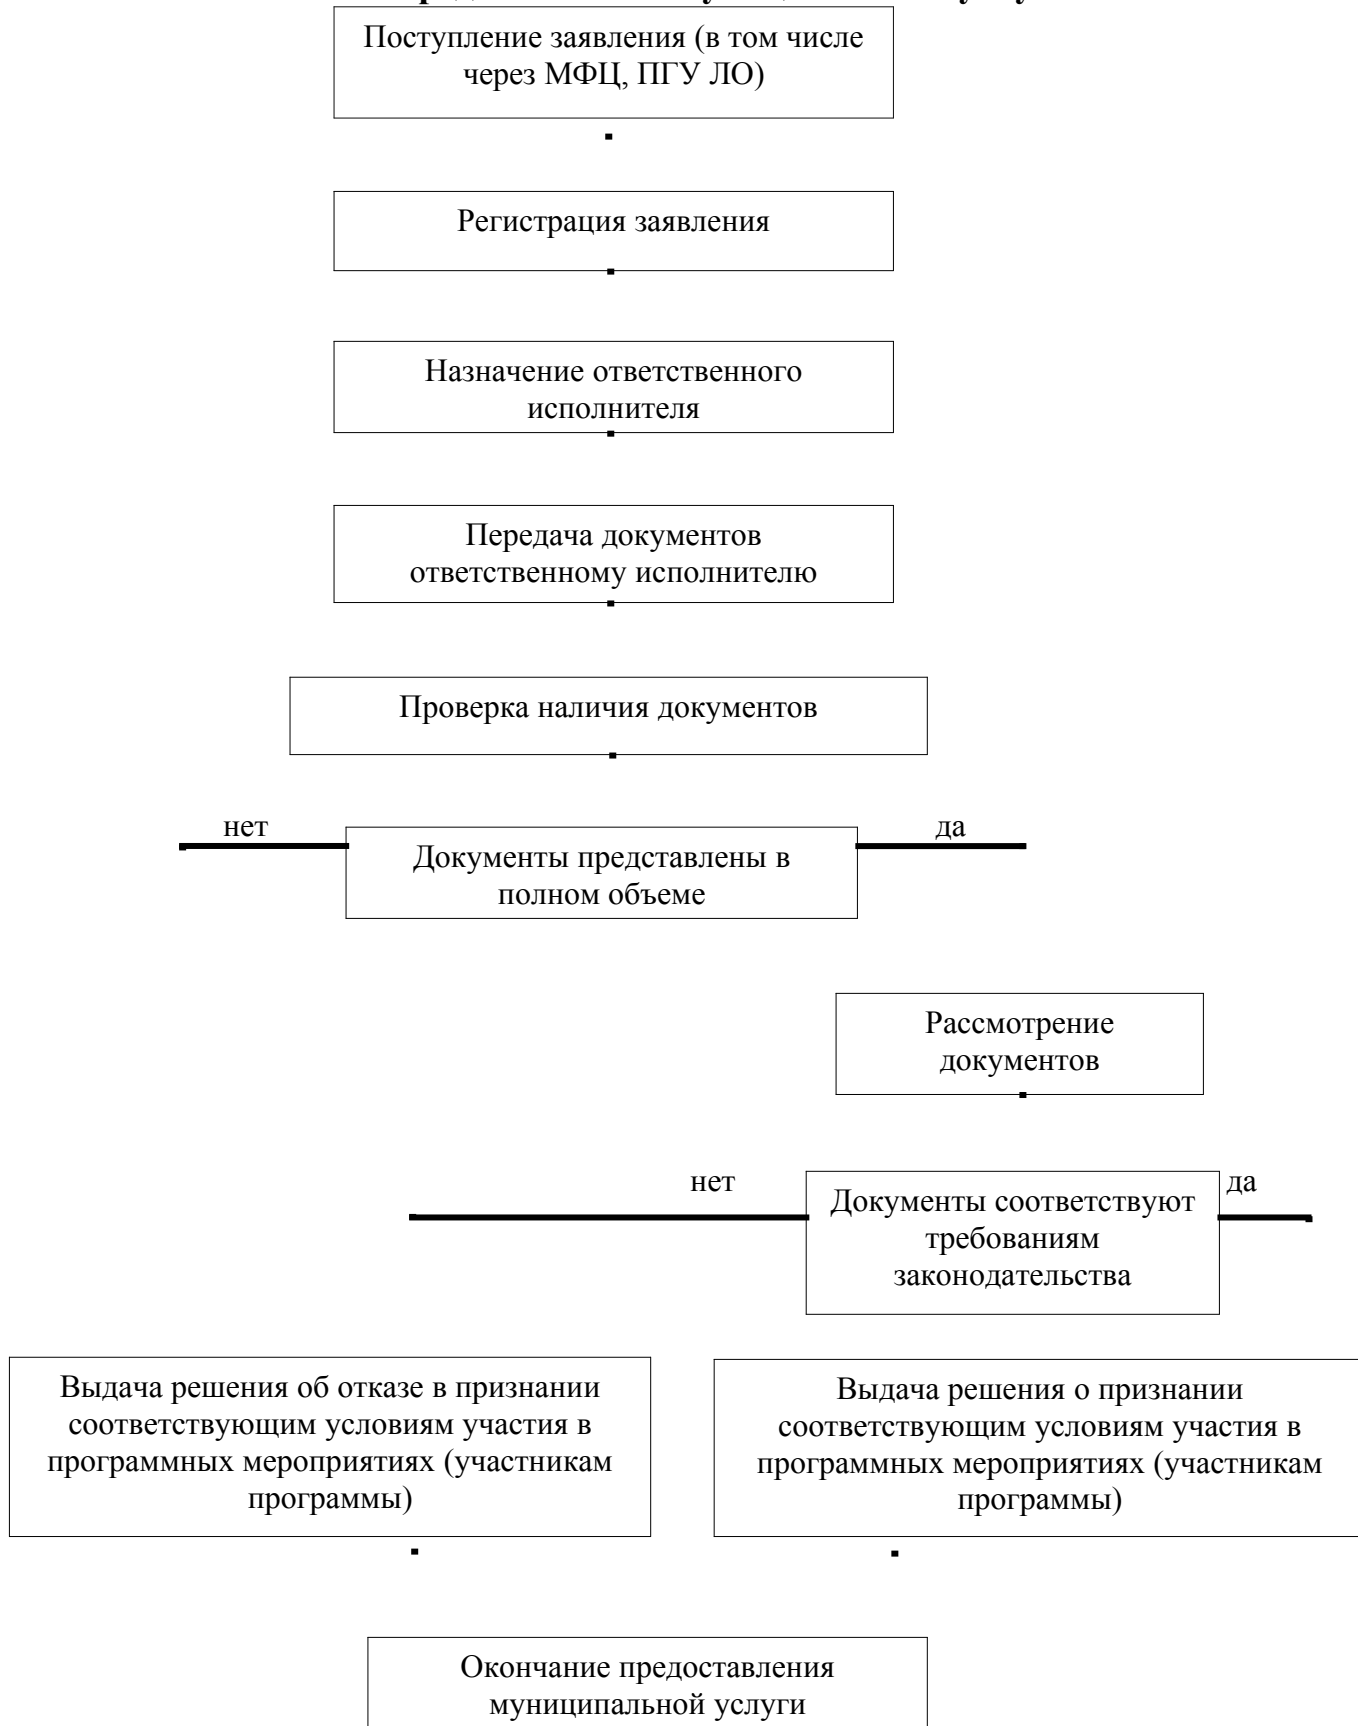 Поступление заявления (в том числе
через МФЦ, ПГУ ЛО)
Регистрация заявления
Назначение ответственного
исполнителя
Передача документов
ответственному исполнителю
Проверка наличия документов
нет
да
Документы представлены в
полном объеме
Рассмотрение
документов
нет
да
Документы соответствуют
требованиям
законодательства
Выдача решения об отказе в признании
соответствующим условиям участия в
программных мероприятиях (участникам
программы)
Выдача решения о признании
соответствующим условиям участия в
программных мероприятиях (участникам
программы)
Окончание предоставления
муниципальной услуги